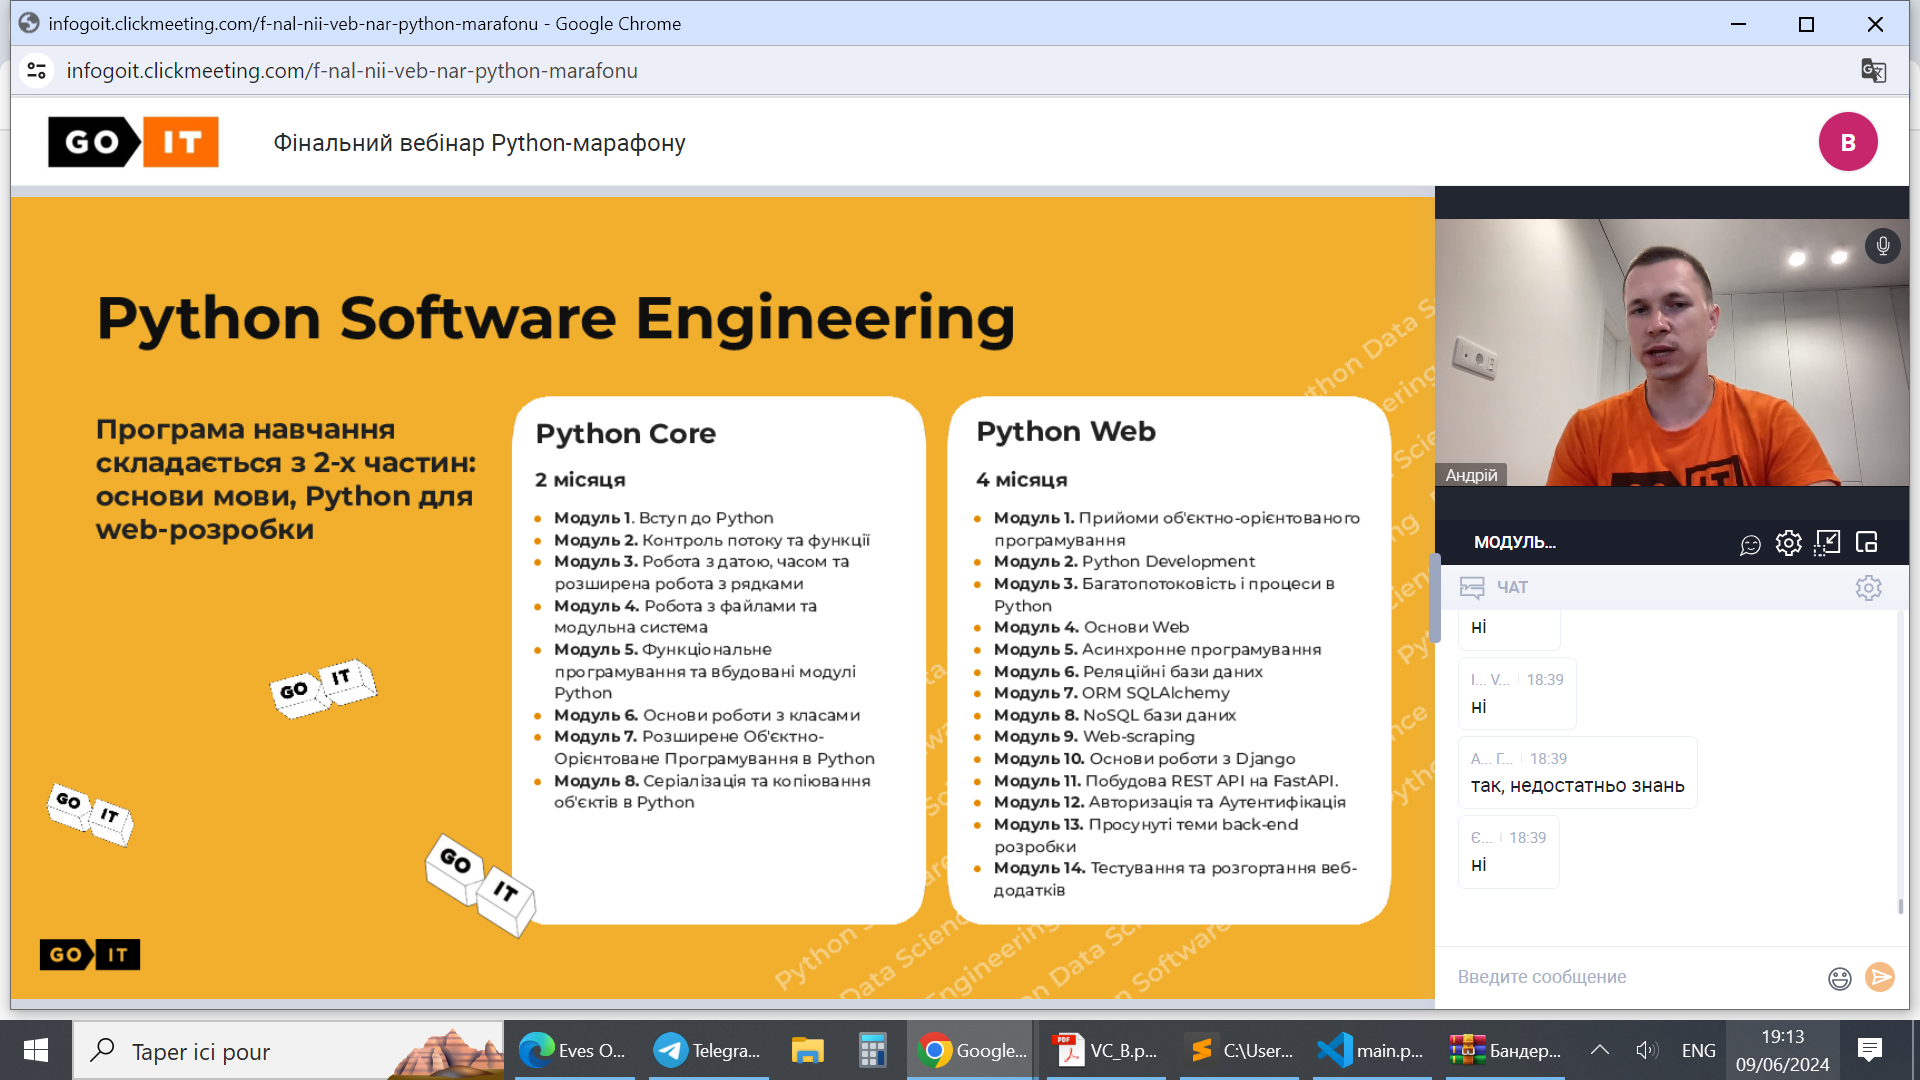 infogoit.clickmeeting.com/f-nal-nii-veb-nar-python-marafonu - Google Chrome
infogoit.clickmeeting.com/f-nal-nii-veb-nar-python-marafonu
GO IT
Фінальний вебінар Python-марафону
B
Python Software Engineering
Програма навчання
складається з 2-х частин:
основи мови, Python для
web-розробки
Python Core
2 місяця
Модуль 1. Вступ до Python
Модуль 2. Контроль потоку та функції
Модуль 3. Робота з датою, часом та
розширена робота з рядками
Модуль 4. Робота з файлами та
модульна система
Модуль 5. Функціональне
програмування та вбудовані модулі
Python
Модуль 6. Основи роботи з класами
Модуль 7. Розширене Об'єктно-
Орієнтоване Програмування в Python
Модуль 8. Серіалізація та копіювання
об'єктів в Python
Python Web
4 місяця
Модуль 1. Прийоми об'єктно-орієнтованого
програмування
Модуль 2. Python Development
Модуль 3. Багатопотоковість і процеси в
Python
Модуль 4. Основи Web
Модуль 5. Асинхронне програмування
Модуль 6. Реляційні бази даних
Модуль 7. ORM SQLAlchemy
Модуль 8. NoSQL бази даних
Модуль 9. Web-scraping
Модуль 10. Основи роботи з Django
Модуль 11. Побудова REST API на FastAPI.
Модуль 12. Авторизація та Аутентифікація
Модуль 13. Просунуті теми back-end
розробки
Модуль 14. Тестування та розгортання веб-
додатків
GO IT
GO IT
GO IT
GO IT
Андрій
МОДУЛЬ...
ЧАТ
ні
I... V... 18:39
ні
А... Г... 18:39
так, недостатньо знань
Є... 18:39
ні
Введите сообщение
Taper ici pour
Eves O...
Telegra...
Google...
VC_B.p...
C:\User...
main.p...
Бандер...
ENG
19:13
09/06/2024